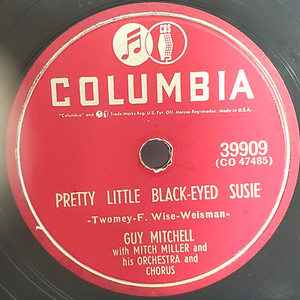 COLUMBIA
"Columbia" and Trade Marks Reg. U.S. Pat. Off. Marcas Registradas. Made in U.S.A.
39909
(CO 47485)
PRETTY LITTLE BLACK-EYED SUSIE
-Twomey-F. Wise-Weisman-
GUY MITCHELL
with MITCH MILLER and
his ORCHESTRA and
CHORUS